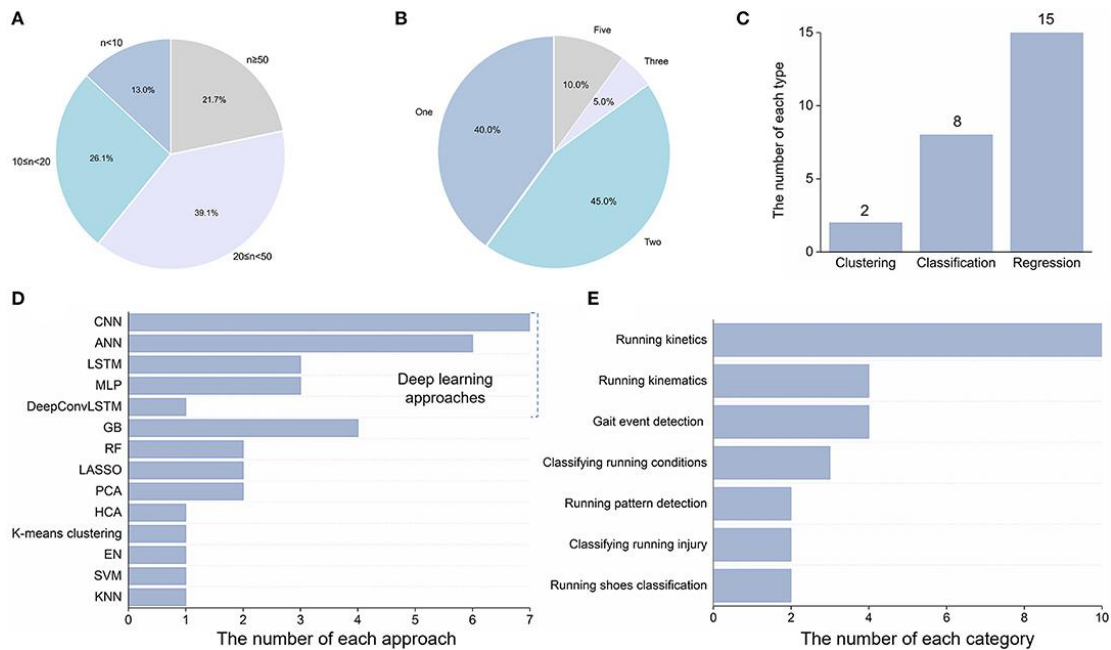 A
n<10
n≥50
13.0%
21.7%
10≤n<20
26.1%
39.1%
20≤n<50
B
Five
Three
One
10.0%
5.0%
40.0%
45.0%
Two
C
15
15
8
10
The number of each type
5
2
0
Clustering
Classification
Regression
D
CNN
ANN
LSTM
MLP
Deep learning
approaches
DeepConvLSTM
GB
RF
LASSO
PCA
HCA
K-means clustering
EN
SVM
KNN
0 1 2 3 4 5 6 7
The number of each approach
E
Running kinetics
Running kinematics
Gait event detection
Classifying running conditions
Running pattern detection
Classifying running injury
Running shoes classification
0 2 4 6 8 10
The number of each category